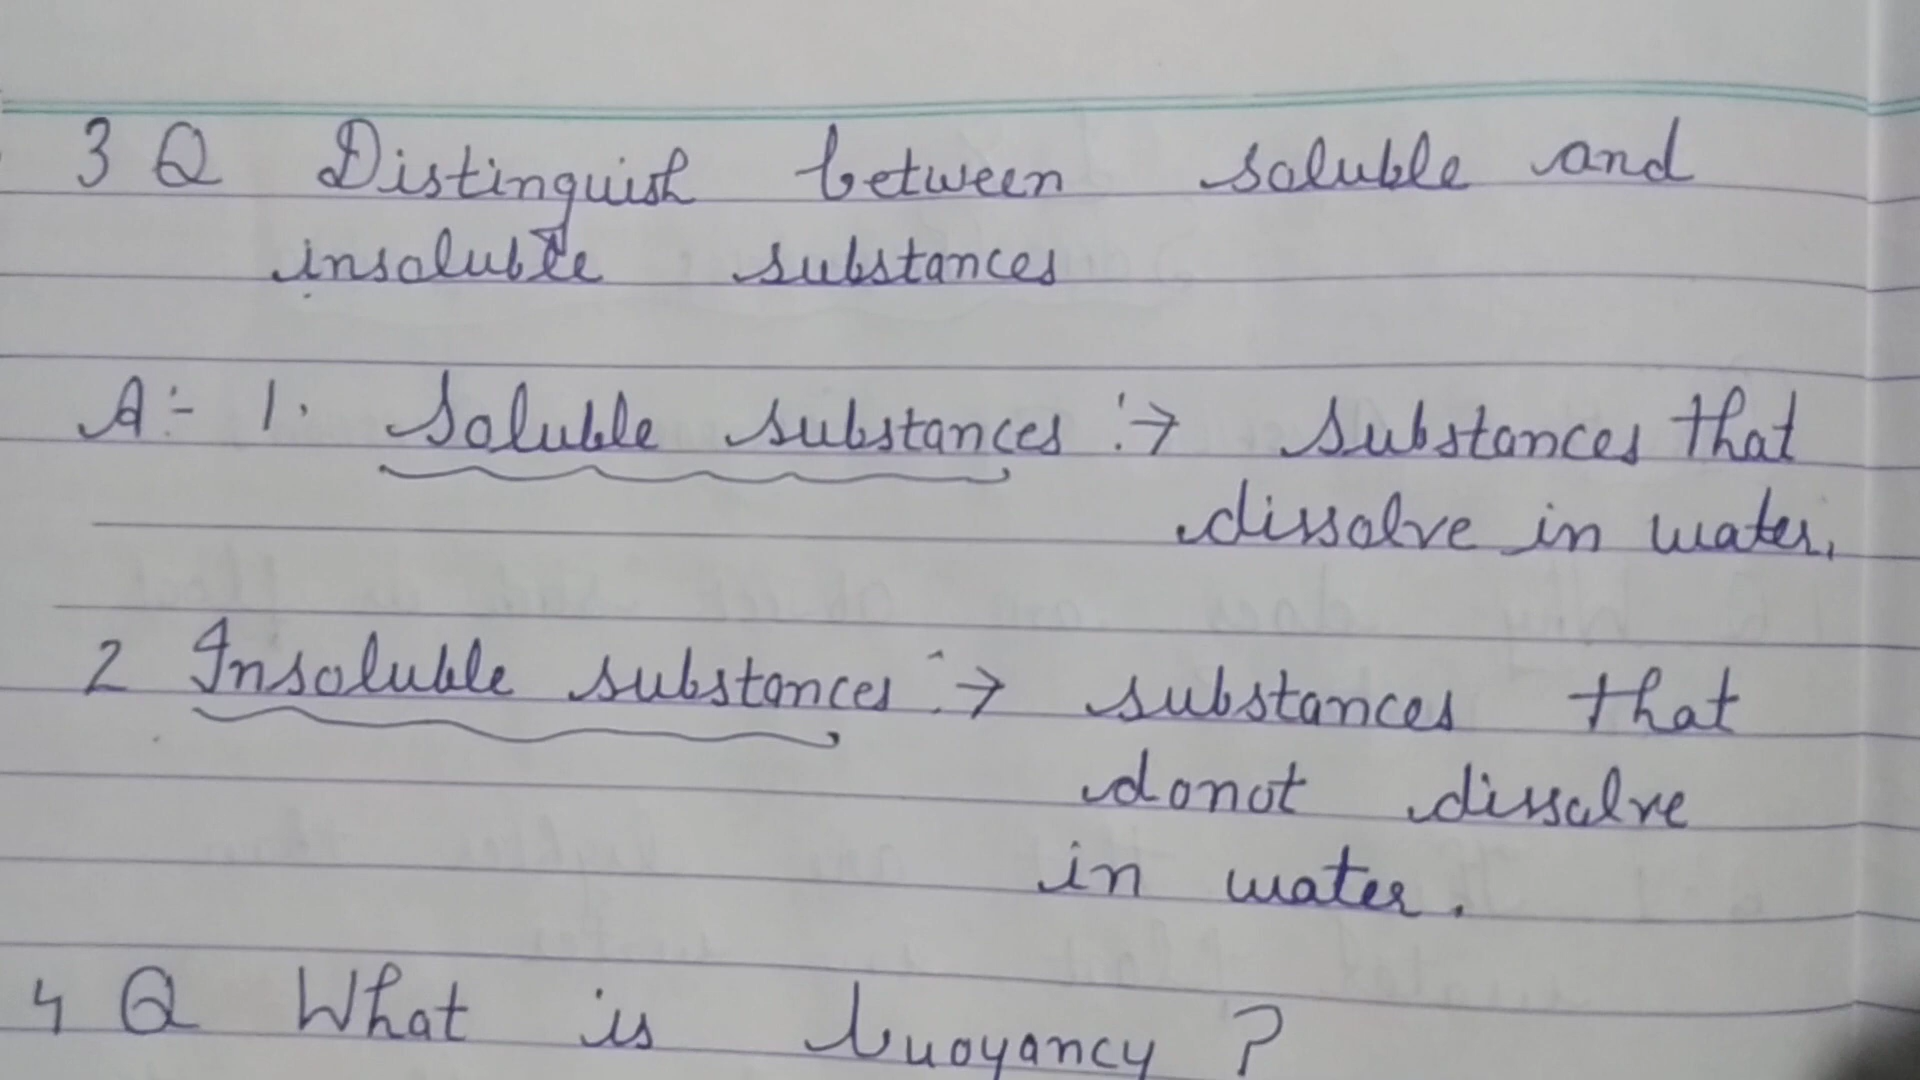 3 Q Distinguish between soluble and
insoluble substances
A:- 1. Soluble substances :→ substances that
dissolve in water.
2 Insoluble substances :→ substances that
donot dissolve
in water.
4 Q What is buoyancy ?